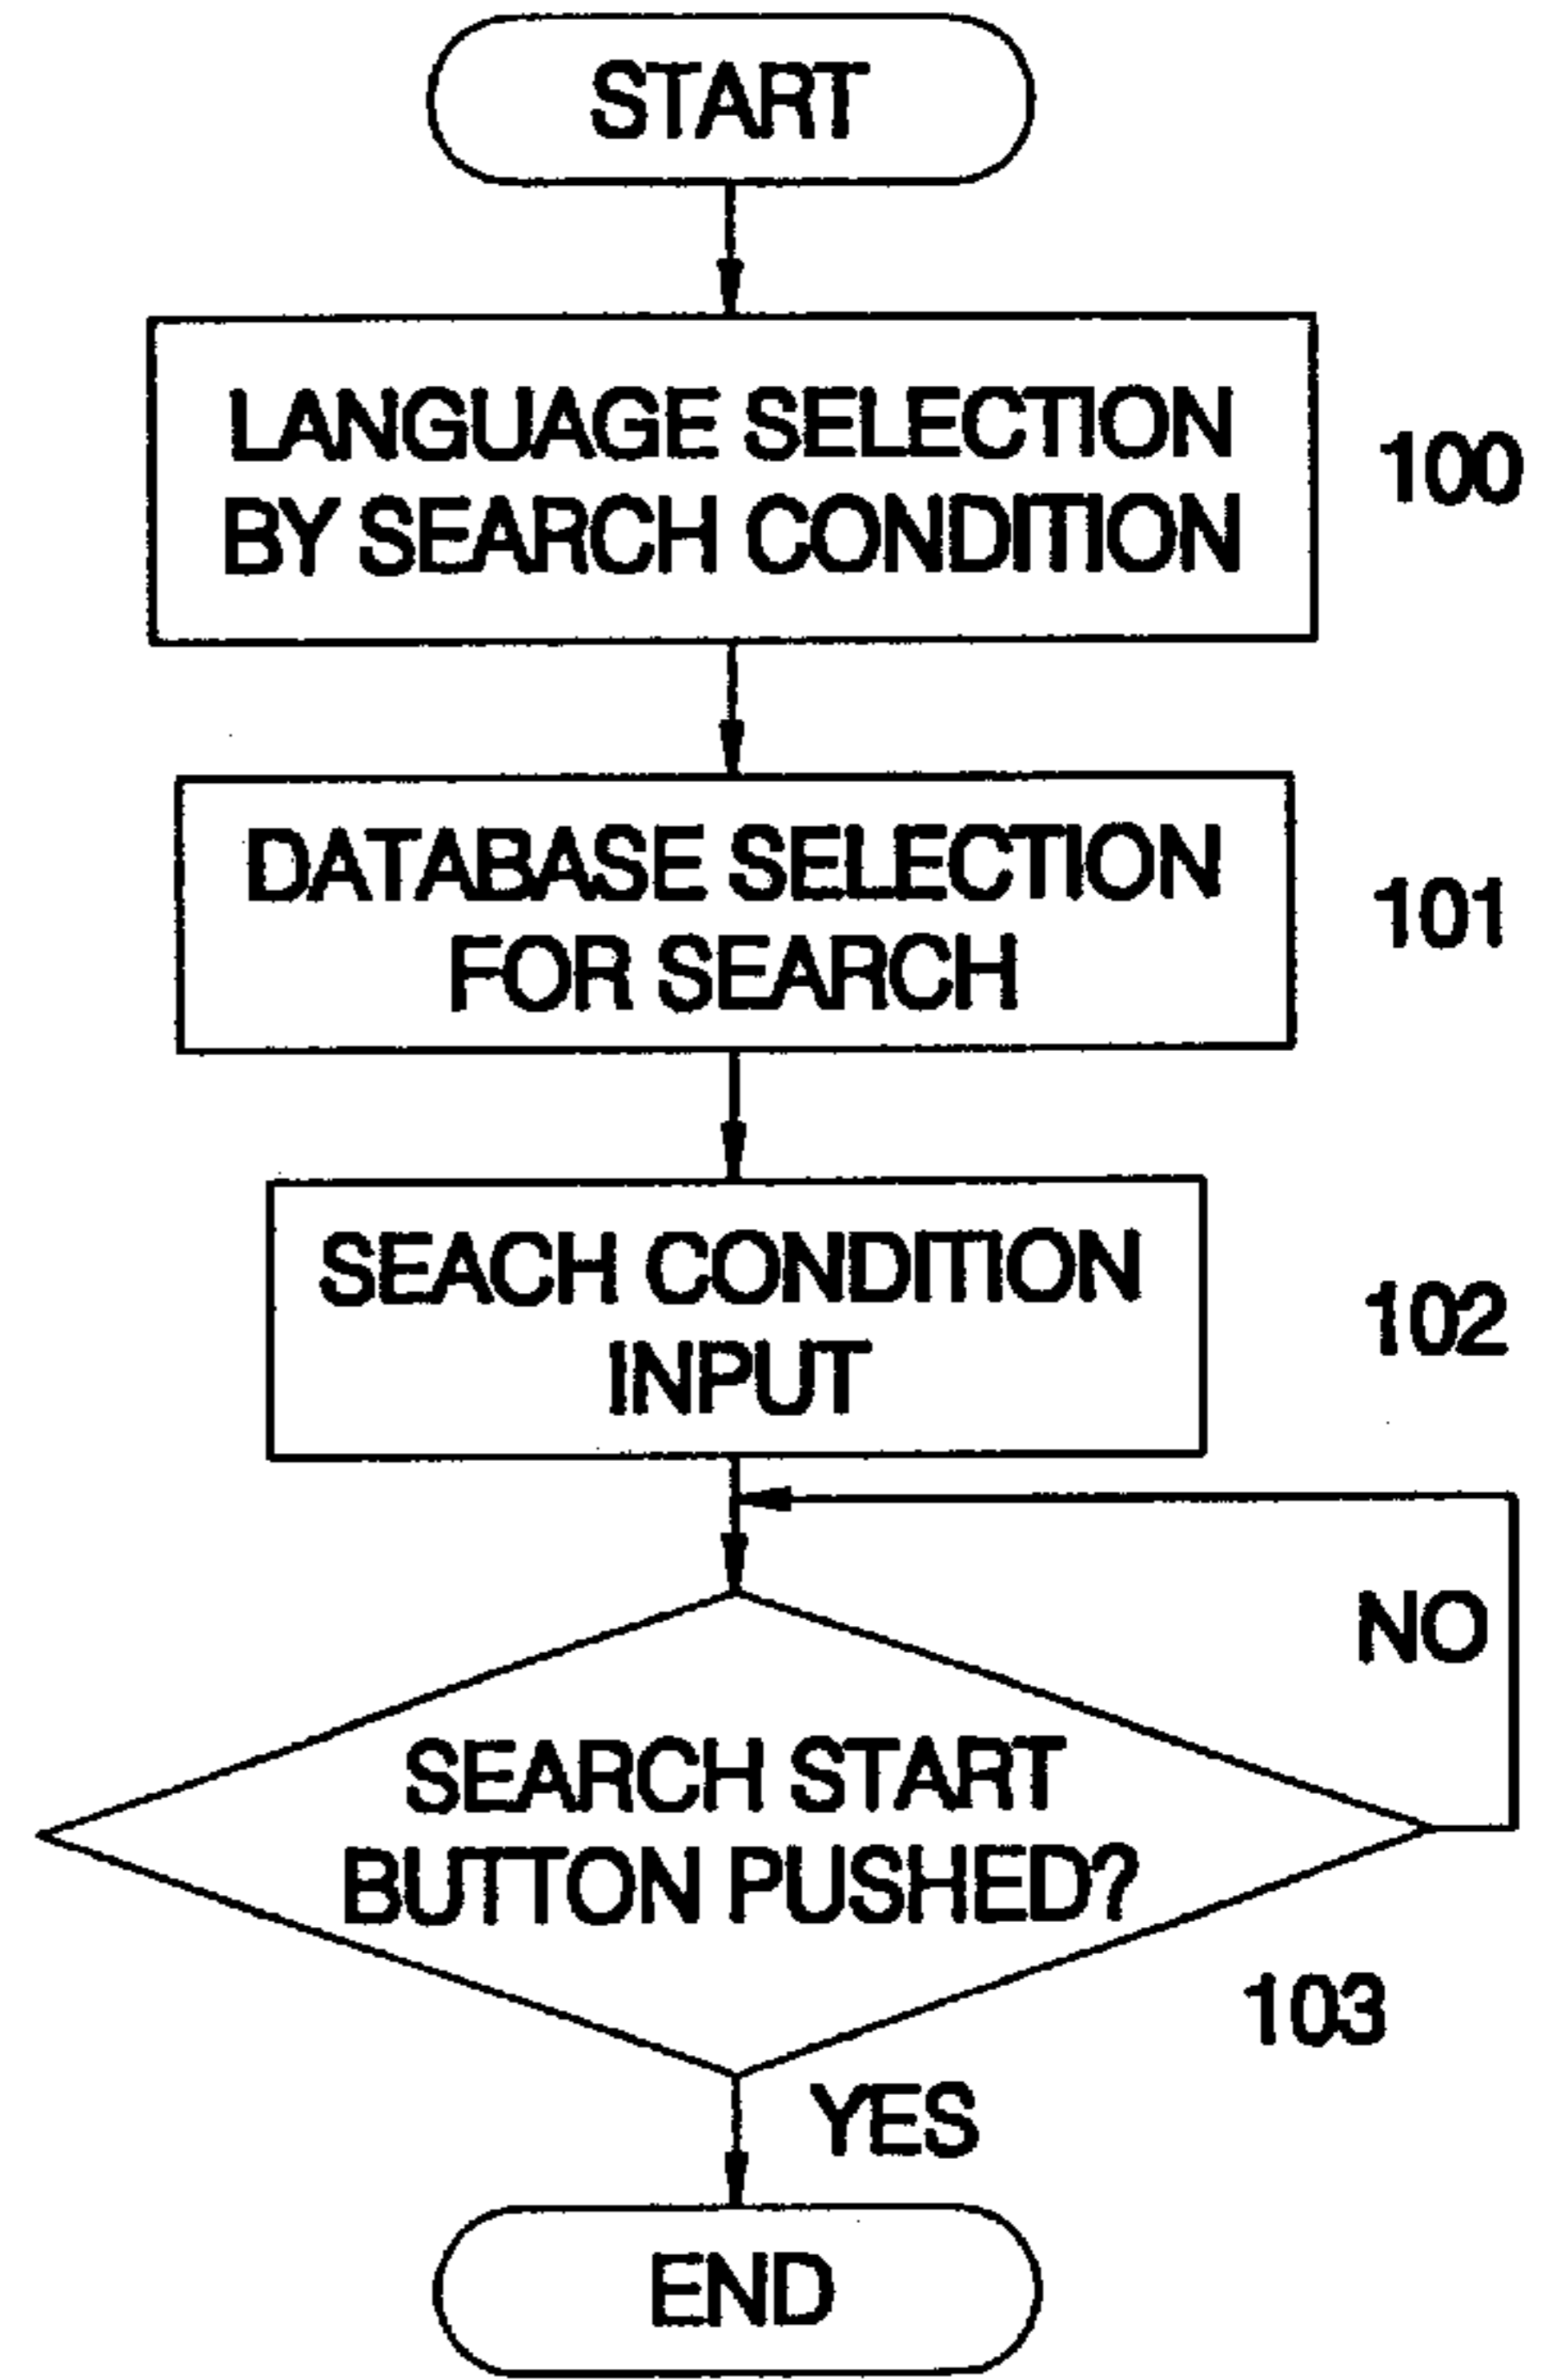 START
LANGUAGE SELECTION
BY SEARCH CONDITION
100
DATABASE SELECTION
FOR SEARCH
101
SEACH CONDITION
INPUT
102
NO
SEARCH START
BUTTON PUSHED?
103
YES
END